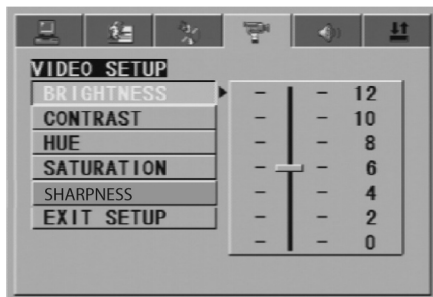 VIDEO SETUP
BRIGHTNESS
CONTRAST
HUE
SATURATION
SHARPNESS
EXIT SETUP
12
10
8
6
4
2
0